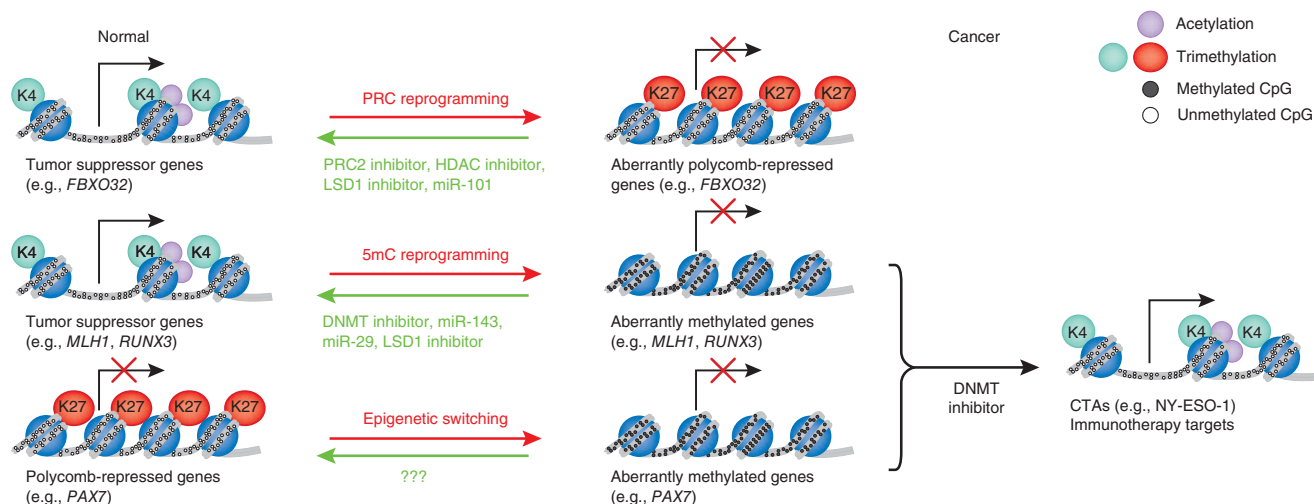 Normal
Cancer
Acetylation
Trimethylation
Methylated CpG
Unmethylated CpG
K4
K4
K4
PRC reprogramming
K27
K27
K27
K27
PRC2 inhibitor, HDAC inhibitor,
LSD1 inhibitor, miR-101
Tumor suppressor genes
(e.g., FBXO32)
Aberrantly polycomb-repressed
genes (e.g., FBXO32)
K4
K4
K4
5mC reprogramming
DNMT inhibitor, miR-143,
miR-29, LSD1 inhibitor
Tumor suppressor genes
(e.g., MLH1, RUNX3)
Aberrantly methylated genes
(e.g., MLH1, RUNX3)
K27
K27
K27
K27
Epigenetic switching
???
Polycomb-repressed genes
(e.g., PAX7)
Aberrantly methylated genes
(e.g., PAX7)
DNMT
inhibitor
K4
K4
K4
CTAs (e.g., NY-ESO-1)
Immunotherapy targets